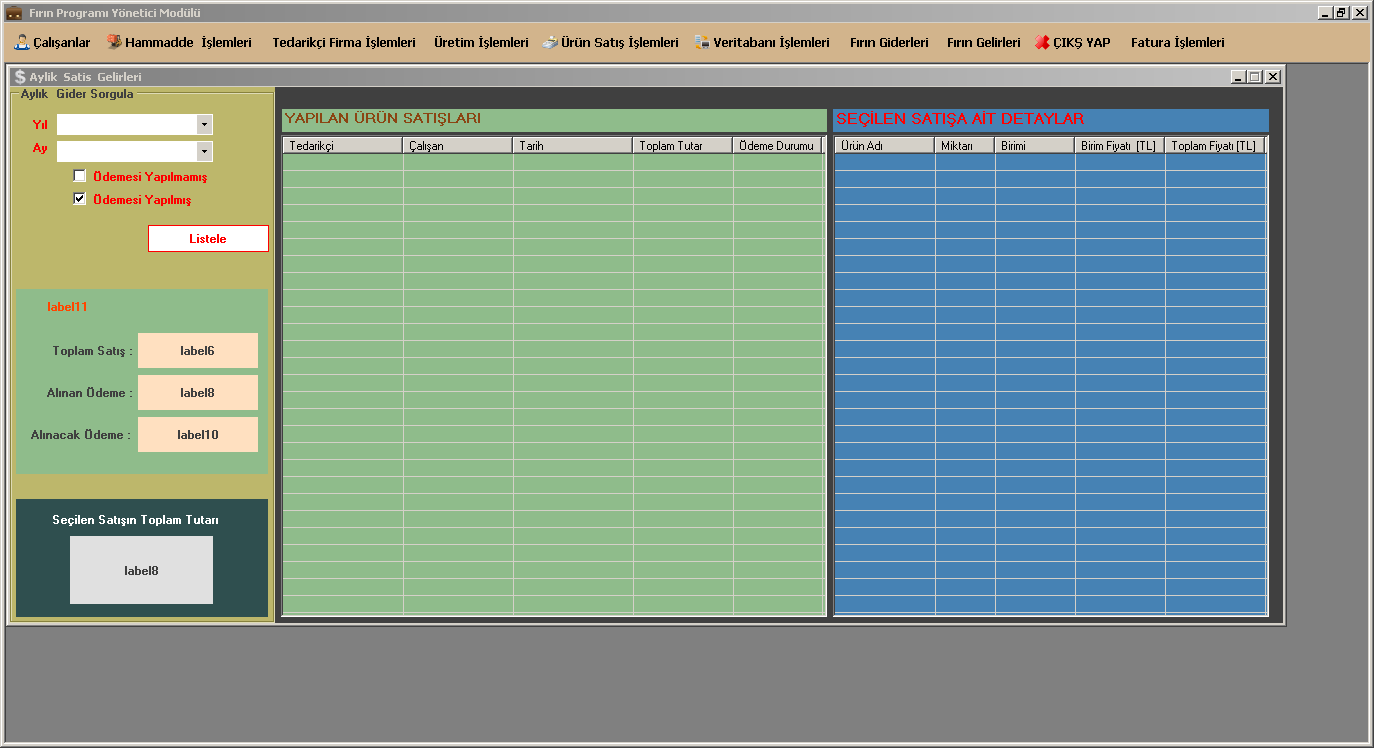 Fırın Programı Yönetici Modülü
Çalışanlar Hammadde İşlemleri Tedarikçi Firma İşlemleri Üretim İşlemleri Ürün Satış İşlemleri Veritabanı İşlemleri Fırın Giderleri Fırın Gelirleri ÇIKŞ YAP Fatura İşlemleri
Aylik Satis Gelirleri
Aylık Gider Sorgula
Yıl
Ay
Ödemesi Yapılmamış
Ödemesi Yapılmış
Listele
label11
Toplam Satış : label6
Alınan Ödeme : label8
Alınacak Ödeme : label10
Seçilen Satışın Toplam Tutarı
label8
YAPILAN ÜRÜN SATIŞLARI
Tedarikçi Çalışan Tarih Toplam Tutar Ödeme Durumu
SEÇİLEN SATIŞA AİT DETAYLAR
Ürün Adı Miktarı Birimi Birim Fiyatı [TL] Toplam Fiyatı [TL]